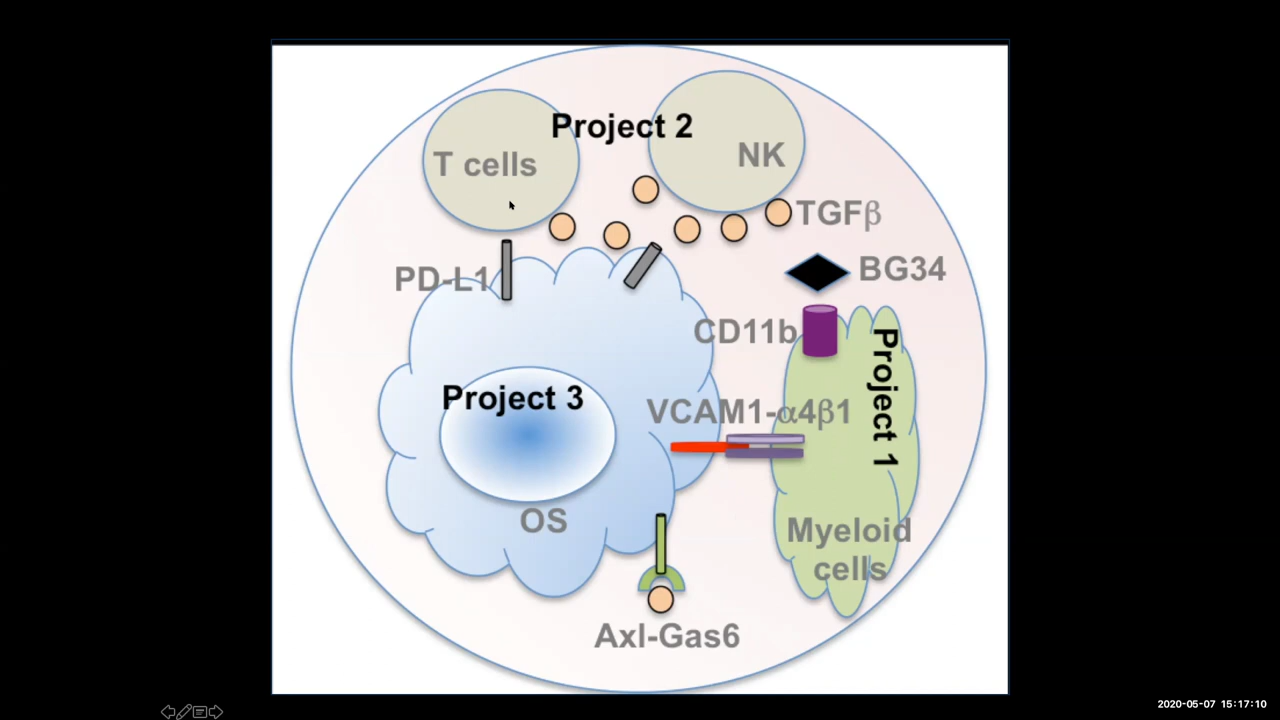 Project 2
T cells
NK
TGFβ
PD-L1
BG34
CD11b
Project 1
Project 3
VCAM1-α4β1
OS
Myeloid
cells
Axl-Gas6
2020-05-07 15:17:10